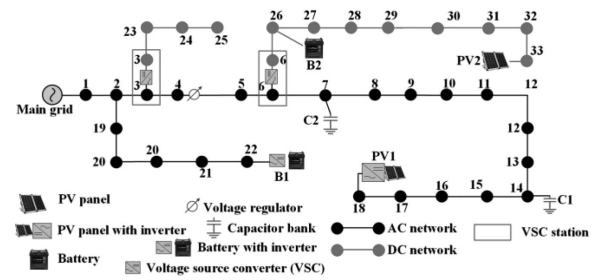 26 27 28 29 30 31 32
23 24 25
B2
PV2 33
3 6
1 2 3 4 5 6 7 8 9 10 11 12
Main grid
C2
19 12
PV1 13
20 20 21 22
B1
18 17 16 15 14 C1
PV panel
Voltage regulator
PV panel with inverter
Capacitor bank
AC network
VSC station
Battery
Battery with inverter
DC network
Voltage source converter (VSC)